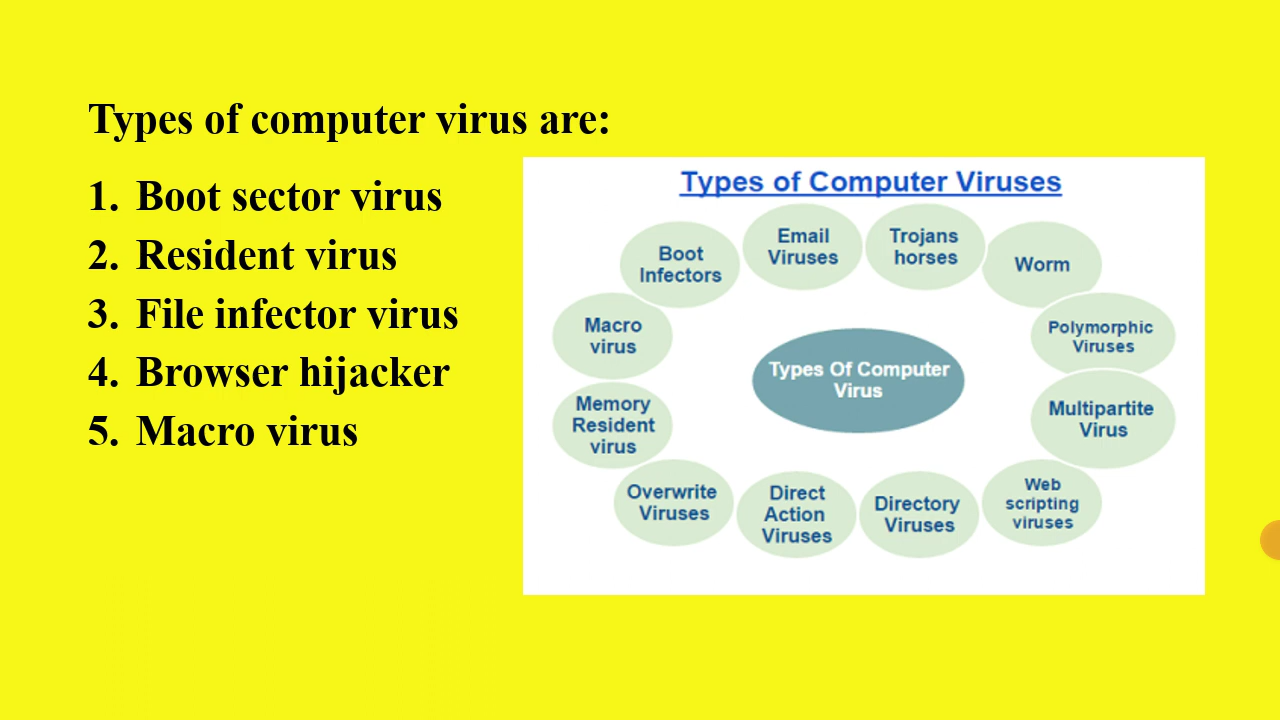 Types of computer virus are:
1. Boot sector virus
2. Resident virus
3. File infector virus
4. Browser hijacker
5. Macro virus
Types of Computer Viruses
Boot
Infectors
Email
Viruses
Trojans
horses
Worm
Macro
virus
Polymorphic
Viruses
Types Of Computer
Virus
Memory
Resident
virus
Multipartite
Virus
Overwrite
Viruses
Direct
Action
Viruses
Directory
Viruses
Web
scripting
viruses